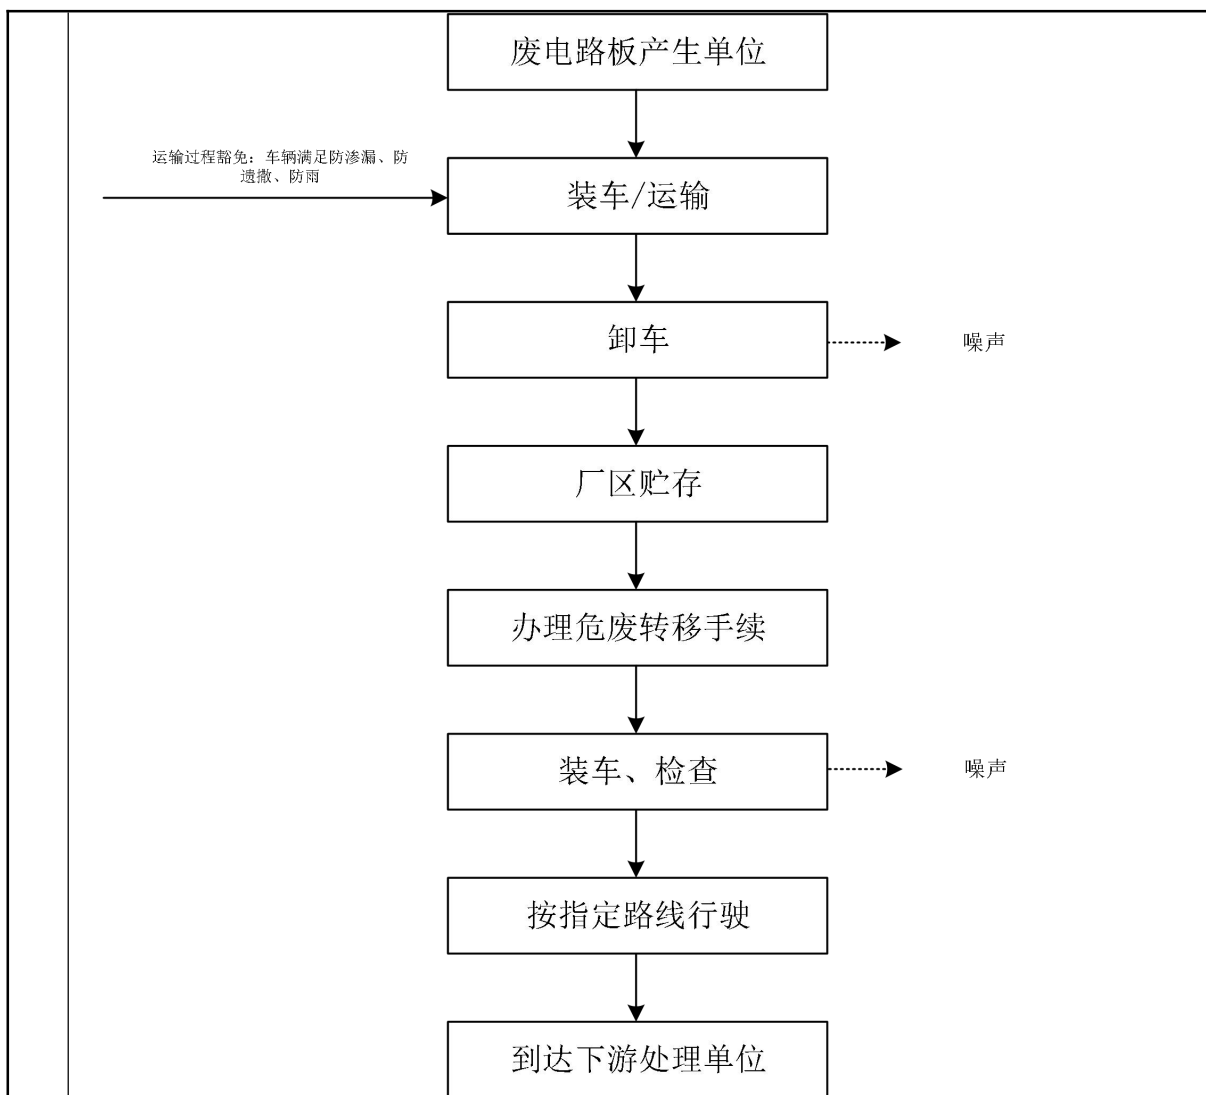 废电路板产生单位
运输过程豁免：车辆满足防渗漏、防
遗撒、防雨
装车/运输
卸车
噪声
厂区贮存
办理危废转移手续
装车、检查
噪声
按指定路线行驶
到达下游处理单位